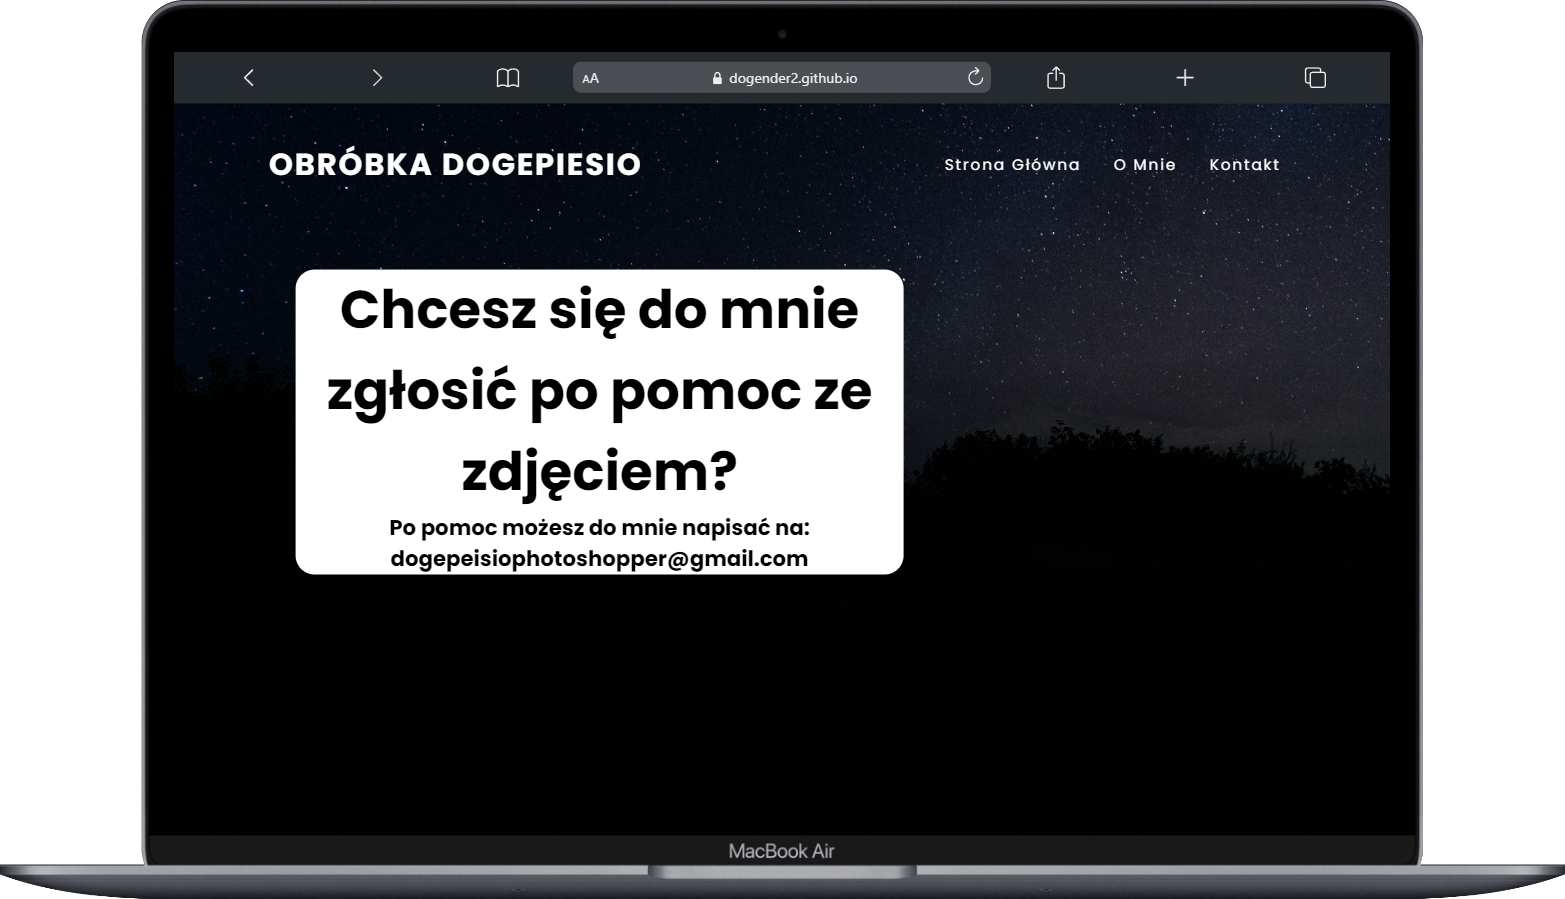 AA dogender2.github.io
OBRÓBKA DOGEPIESIO
Strona Główna O Mnie Kontakt
Chcesz się do mnie
zgłosić po pomoc ze
zdjęciem?
Po pomoc możesz do mnie napisać na:
dogepeisiophotoshopper@gmail.com
MacBook Air